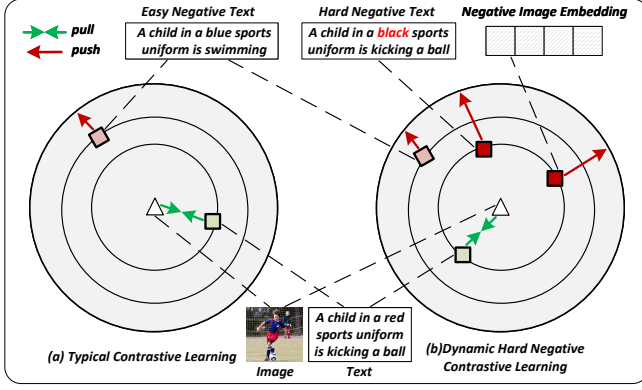 pull
push
Easy Negative Text
A child in a blue sports
uniform is swimming
Hard Negative Text
A child in a black sports
uniform is kicking a ball
Negative Image Embedding
A child in a red
sports uniform
is kicking a ball
Image
Text
(a) Typical Contrastive Learning
(b)Dynamic Hard Negative
Contrastive Learning